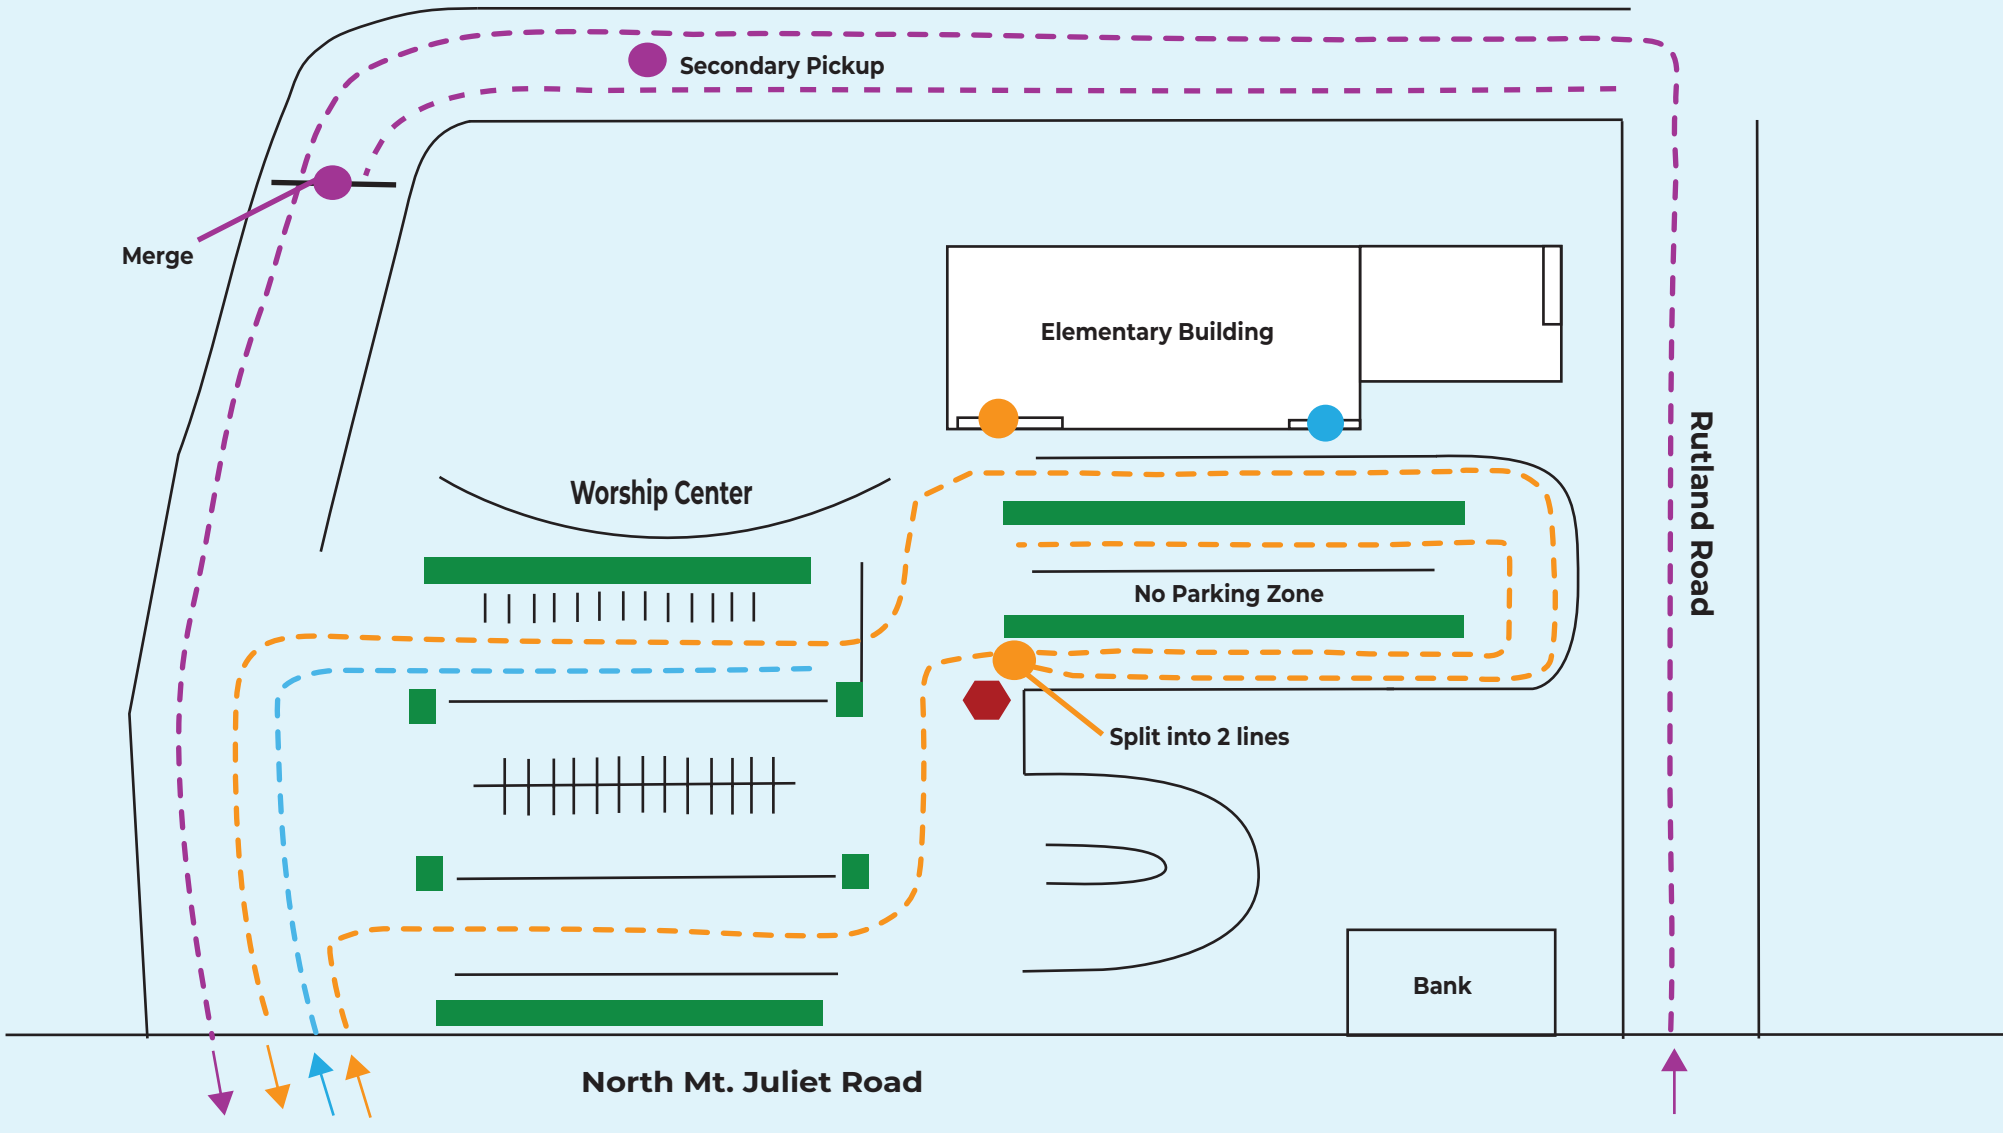 Secondary Pickup
Merge
Elementary Building
Worship Center
No Parking Zone
Rutland Road
Split into 2 lines
Bank
North Mt. Juliet Road